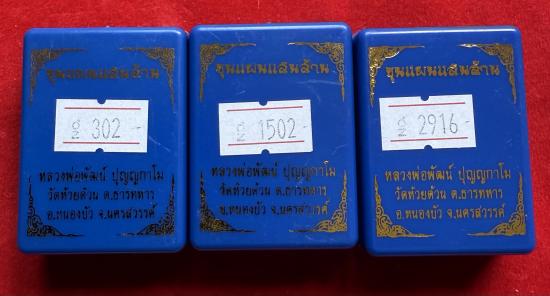 ขุนแผนแสนล้าน
302 -
หลวงพ่อพัฒน์ ปุญญกาโม
วัดห้วยด้วน ต.ธารทหาร
อ.หนองบัว จ.นครสวรรค์
ขุนแผนแสนล้าน
1502 -
หลวงพ่อพัฒน์ ปุญญกาโม
วัดห้วยด้วน ต.ธารทหาร
อ.หนองบัว จ.นครสวรรค์
ขุนแผนแสนล้าน
2916 -
หลวงพ่อพัฒน์ ปุญญกาโม
วัดห้วยด้วน ต.ธารทหาร
อ.หนองบัว จ.นครสวรรค์